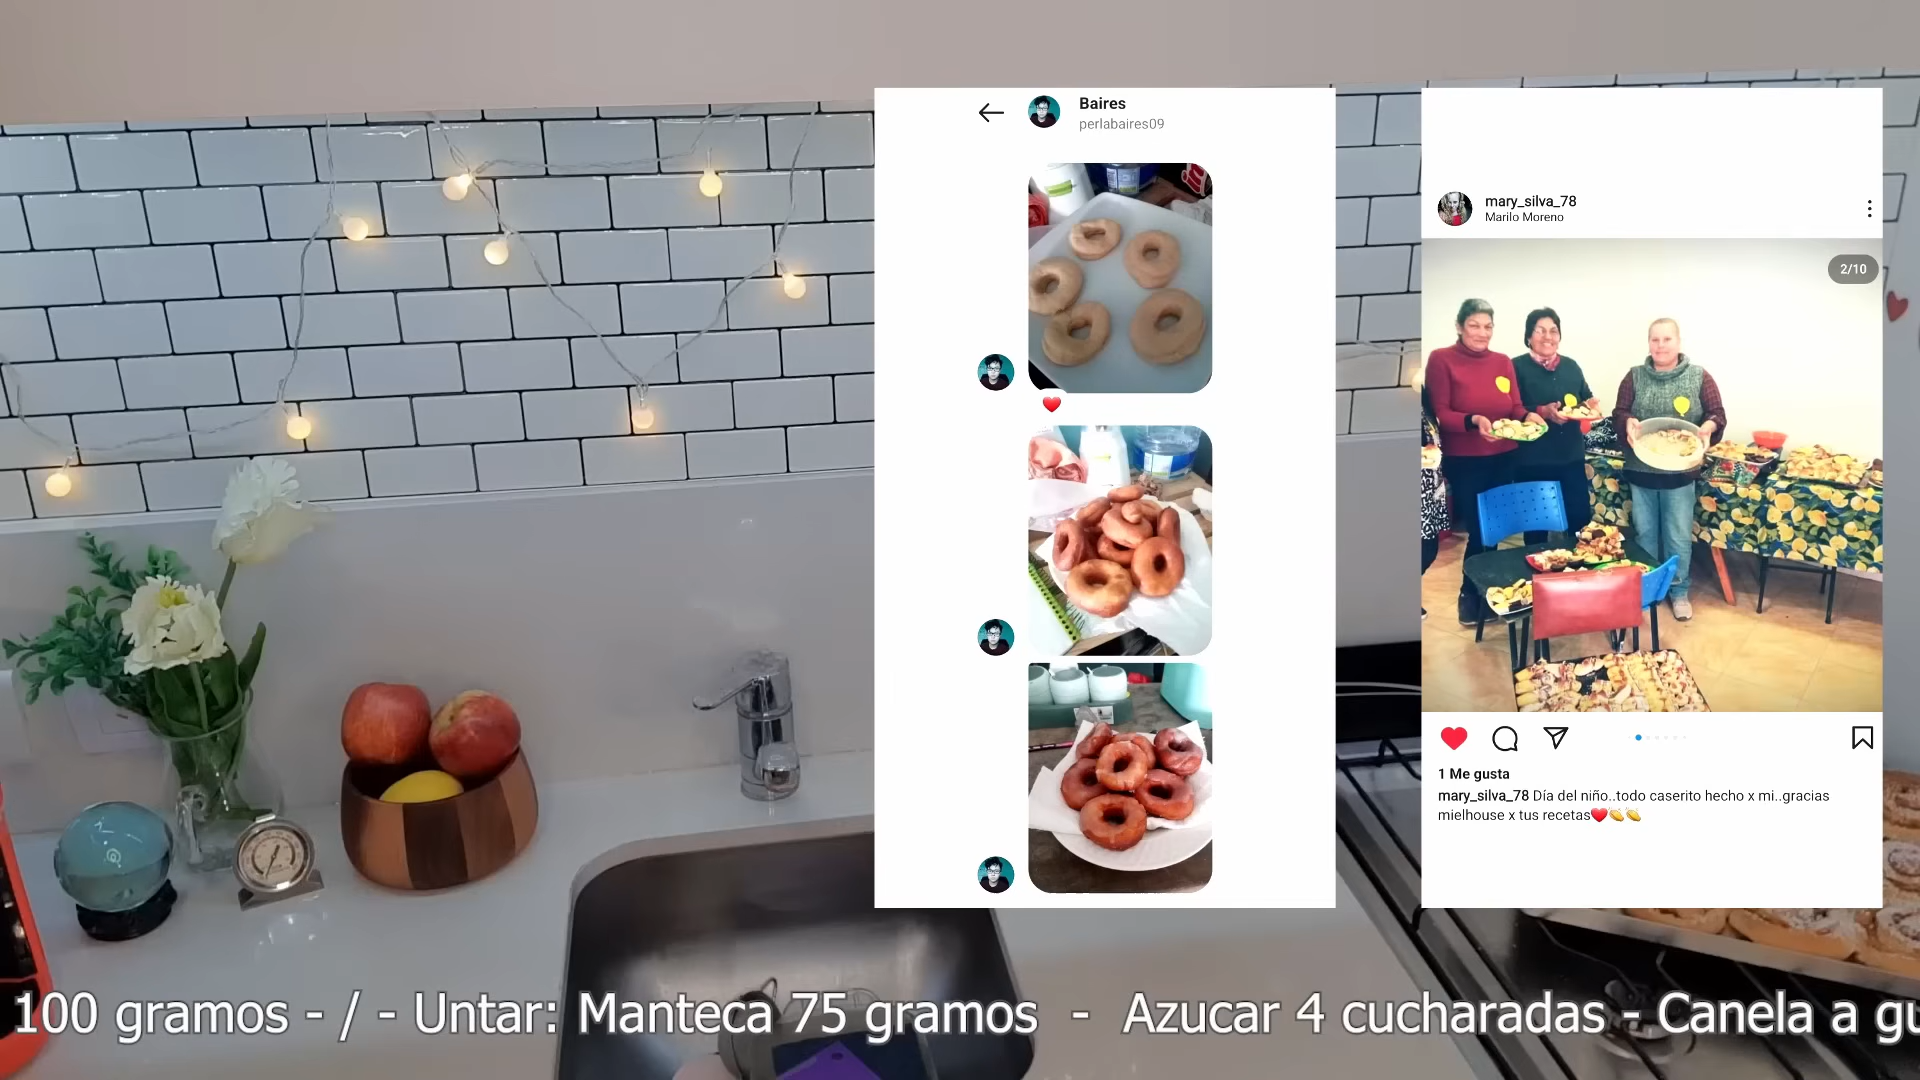 Baires
perlabaires09
mary_silva_78
Marilo Moreno
2/10
1 Me gusta
mary_silva_78 Día del niño..todo caserito hecho x mi..gracias
mielhouse x tus recetas❤️👏👏
100 gramos - / - Untar: Manteca 75 gramos - Azucar 4 cucharadas - Canela a gu